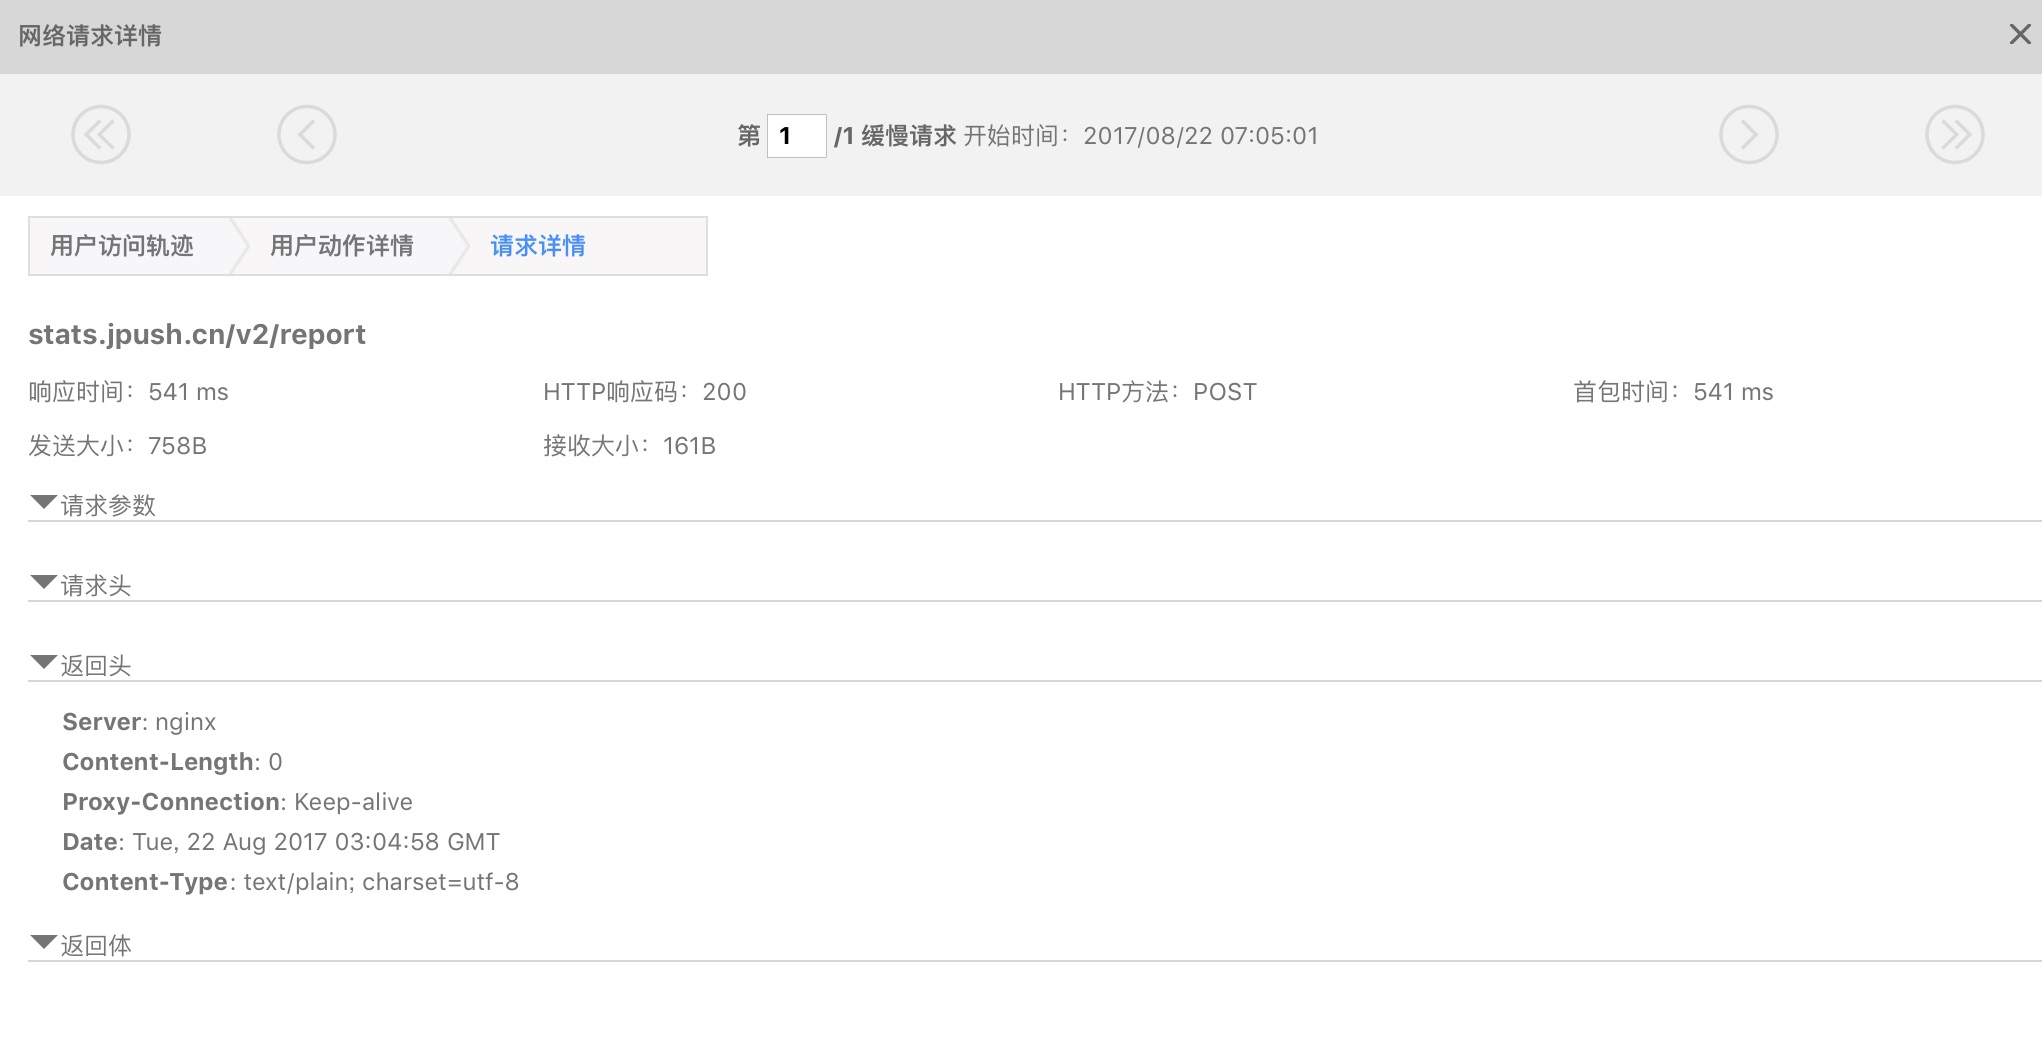 网络请求详情
第 1 /1 缓慢请求 开始时间：2017/08/22 07:05:01
用户访问轨迹 用户动作详情 请求详情
stats.jpush.cn/v2/report
响应时间：541 ms HTTP响应码：200 HTTP方法：POST 首包时间：541 ms
发送大小：758B 接收大小：161B
请求参数
请求头
返回头
Server: nginx
Content-Length: 0
Proxy-Connection: Keep-alive
Date: Tue, 22 Aug 2017 03:04:58 GMT
Content-Type: text/plain; charset=utf-8
返回体